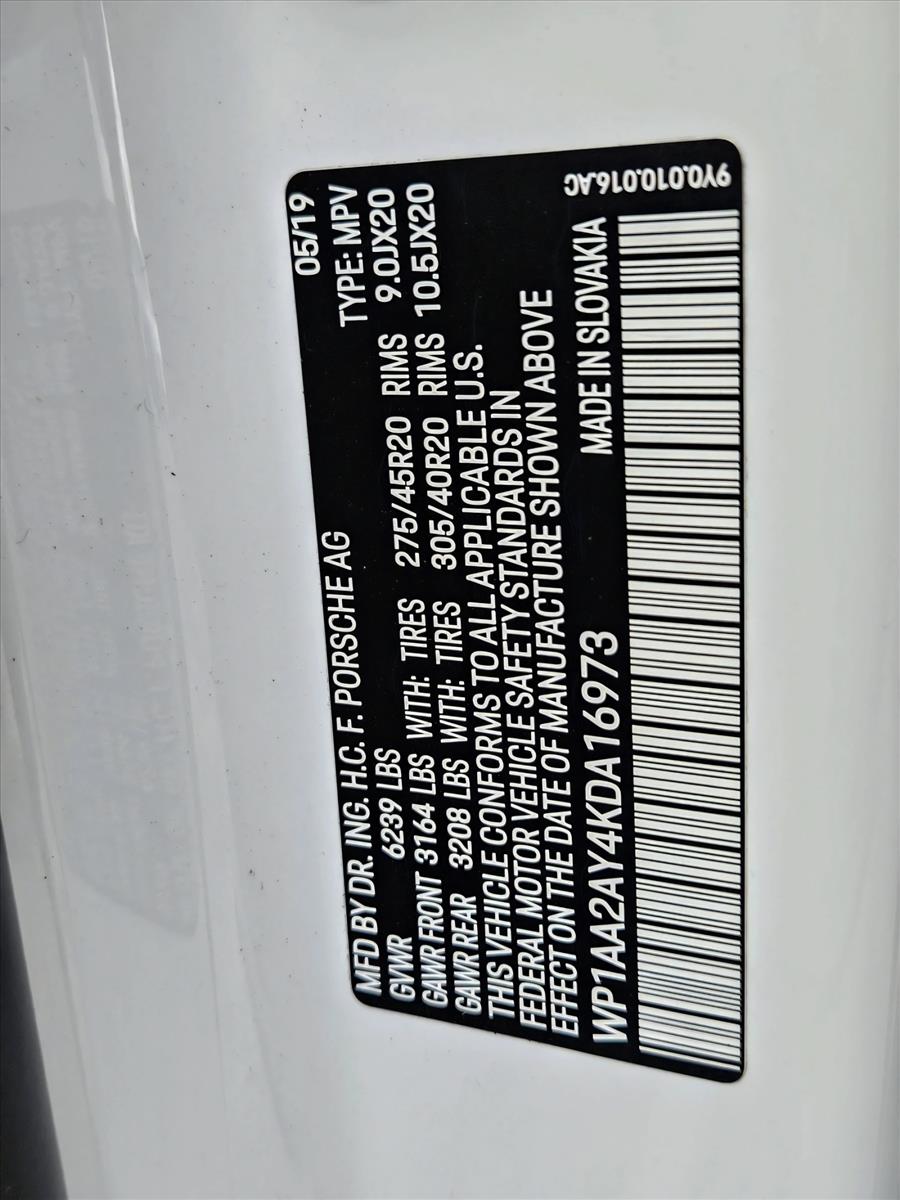 05/19
MFD BY DR. ING. H.C. F. PORSCHE AG TYPE: MPV
GVWR 6239 LBS
GAWR FRONT 3164 LBS WITH: TIRES 275/45R20 RIMS 9.0JX20
GAWR REAR 3208 LBS WITH: TIRES 305/40R20 RIMS 10.5JX20
THIS VEHICLE CONFORMS TO ALL APPLICABLE U.S.
FEDERAL MOTOR VEHICLE SAFETY STANDARDS IN
EFFECT ON THE DATE OF MANUFACTURE SHOWN ABOVE
WP1AA2AY4KDA16973 MADE IN SLOVAKIA
9Y0.010.016.AC